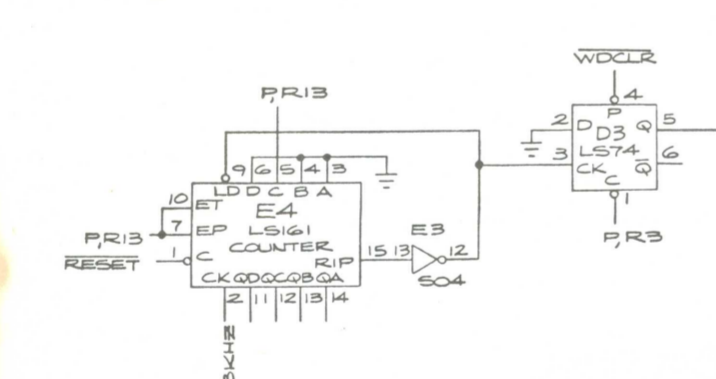 WDCLR
P,R13
4
P
2 D D3 Q 5
LS74
3 CK Q 6
C
1
P,R3
9 6 5 4 3
LD D C B A
10 ET
E4
7 EP
LS161
COUNTER
P,R13
RESET
1 C
RIP 15
E3
13 12
S04
CK QD QC QB QA
2 11 12 13 14